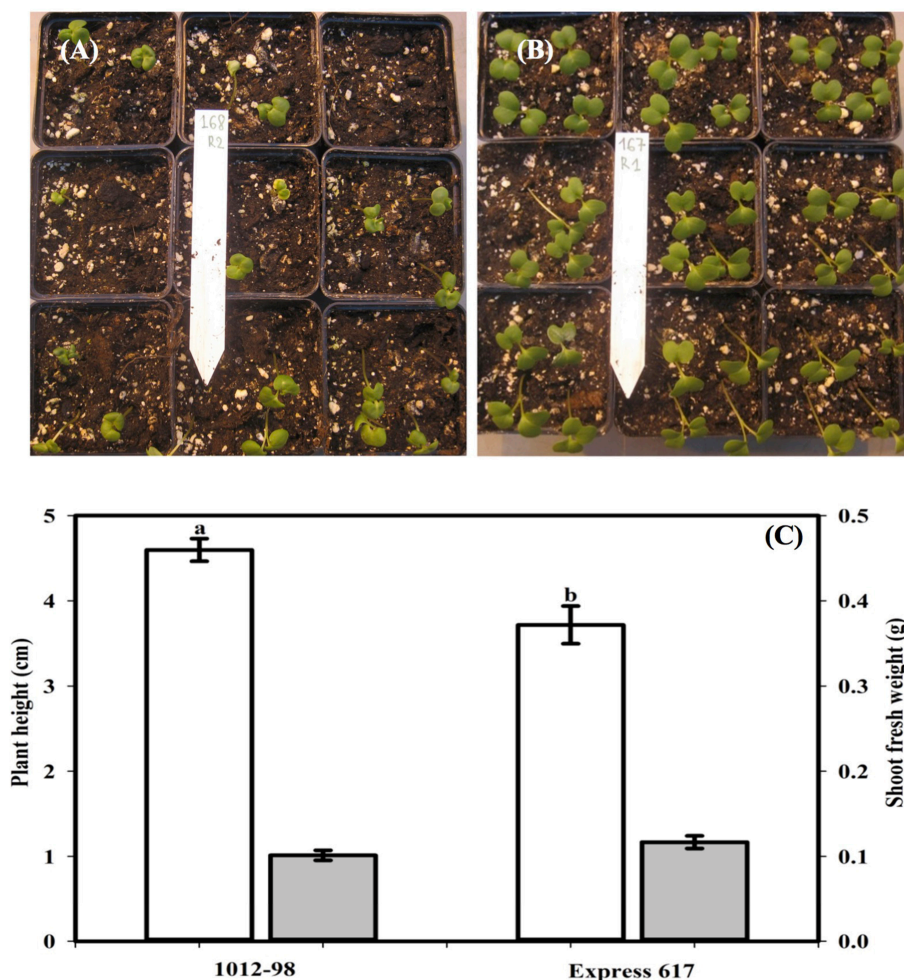 (A)
168
R2
(B)
167
R1
(C)
Plant height (cm)
5
4
3
2
1
0
a
b
0.5
0.4
0.3
0.2
0.1
0.0
Shoot fresh weight (g)
1012-98
Express 617